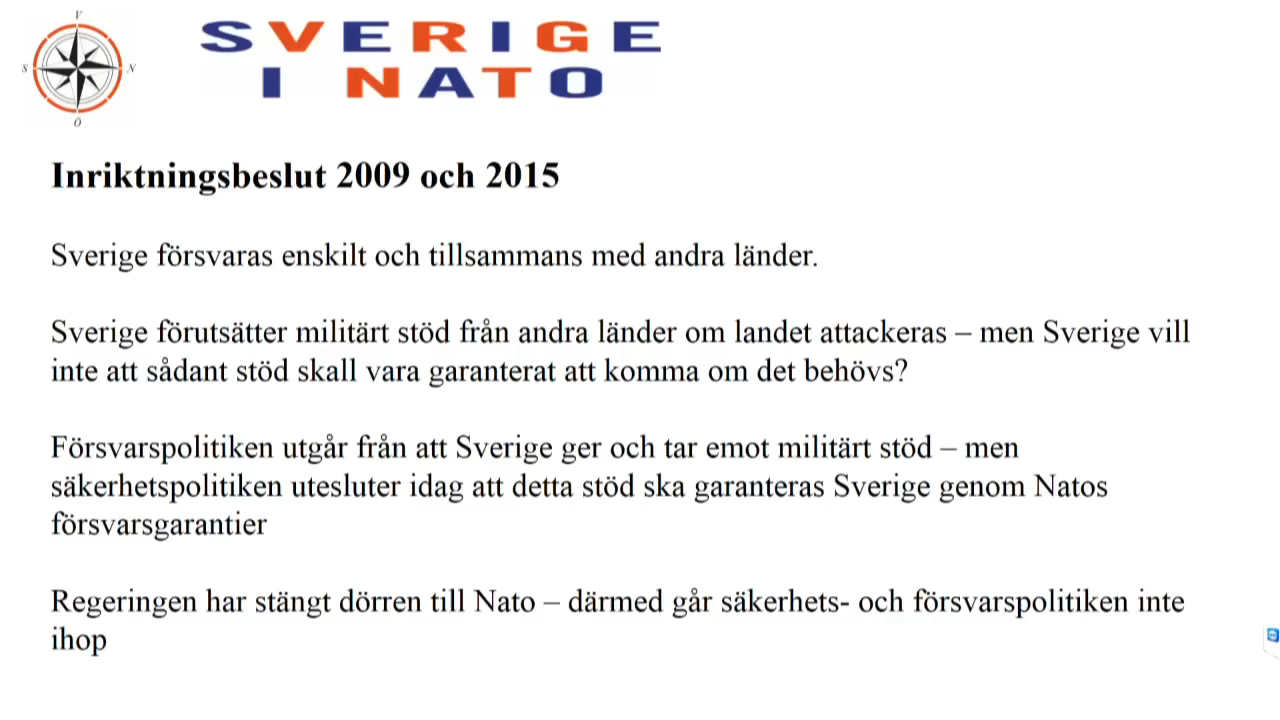 V
S
N
Ö
SVERIGE
I NATO
Inriktningsbeslut 2009 och 2015
Sverige försvaras enskilt och tillsammans med andra länder.
Sverige förutsätter militärt stöd från andra länder om landet attackeras – men Sverige vill
inte att sådant stöd skall vara garanterat att komma om det behövs?
Försvarspolitiken utgår från att Sverige ger och tar emot militärt stöd – men
säkerhetspolitiken utesluter idag att detta stöd ska garanteras Sverige genom Natos
försvarsgarantier
Regeringen har stängt dörren till Nato – därmed går säkerhets- och försvarspolitiken inte
ihop